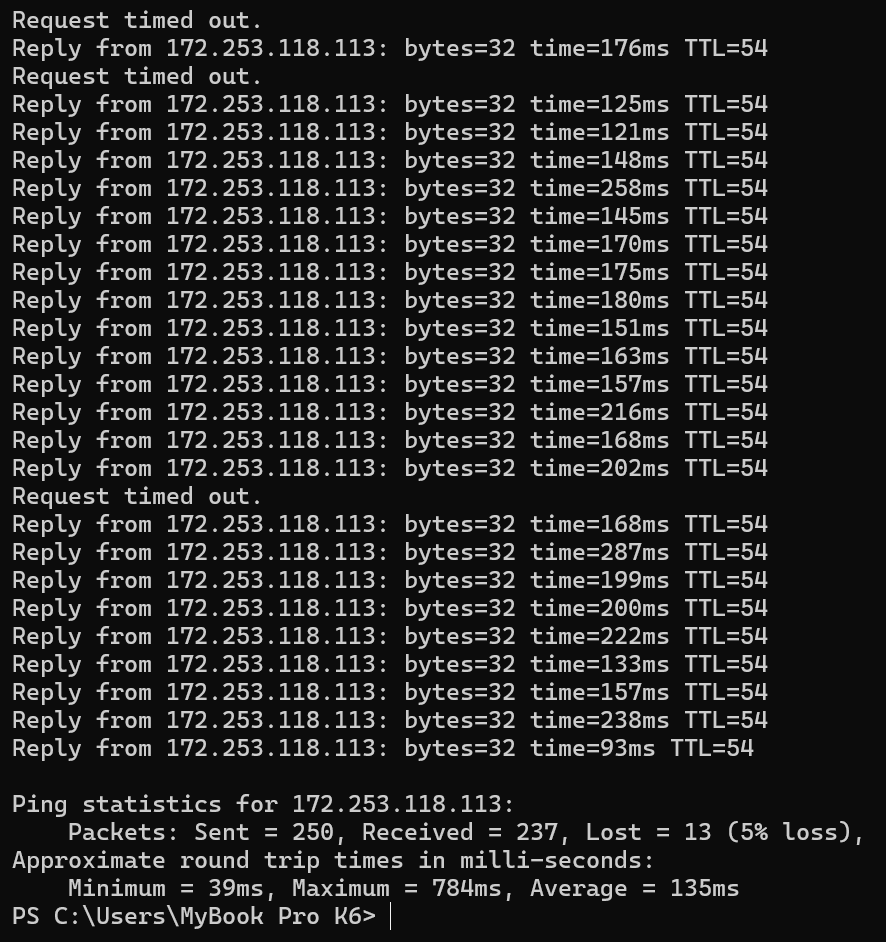 Request timed out.
Reply from 172.253.118.113: bytes=32 time=176ms TTL=54
Request timed out.
Reply from 172.253.118.113: bytes=32 time=125ms TTL=54
Reply from 172.253.118.113: bytes=32 time=121ms TTL=54
Reply from 172.253.118.113: bytes=32 time=148ms TTL=54
Reply from 172.253.118.113: bytes=32 time=258ms TTL=54
Reply from 172.253.118.113: bytes=32 time=145ms TTL=54
Reply from 172.253.118.113: bytes=32 time=170ms TTL=54
Reply from 172.253.118.113: bytes=32 time=175ms TTL=54
Reply from 172.253.118.113: bytes=32 time=180ms TTL=54
Reply from 172.253.118.113: bytes=32 time=151ms TTL=54
Reply from 172.253.118.113: bytes=32 time=163ms TTL=54
Reply from 172.253.118.113: bytes=32 time=157ms TTL=54
Reply from 172.253.118.113: bytes=32 time=216ms TTL=54
Reply from 172.253.118.113: bytes=32 time=168ms TTL=54
Reply from 172.253.118.113: bytes=32 time=202ms TTL=54
Request timed out.
Reply from 172.253.118.113: bytes=32 time=168ms TTL=54
Reply from 172.253.118.113: bytes=32 time=287ms TTL=54
Reply from 172.253.118.113: bytes=32 time=199ms TTL=54
Reply from 172.253.118.113: bytes=32 time=200ms TTL=54
Reply from 172.253.118.113: bytes=32 time=222ms TTL=54
Reply from 172.253.118.113: bytes=32 time=133ms TTL=54
Reply from 172.253.118.113: bytes=32 time=157ms TTL=54
Reply from 172.253.118.113: bytes=32 time=238ms TTL=54
Reply from 172.253.118.113: bytes=32 time=93ms TTL=54

Ping statistics for 172.253.118.113:
    Packets: Sent = 250, Received = 237, Lost = 13 (5% loss),
Approximate round trip times in milli-seconds:
    Minimum = 39ms, Maximum = 784ms, Average = 135ms
PS C:\Users\MyBook Pro K6>